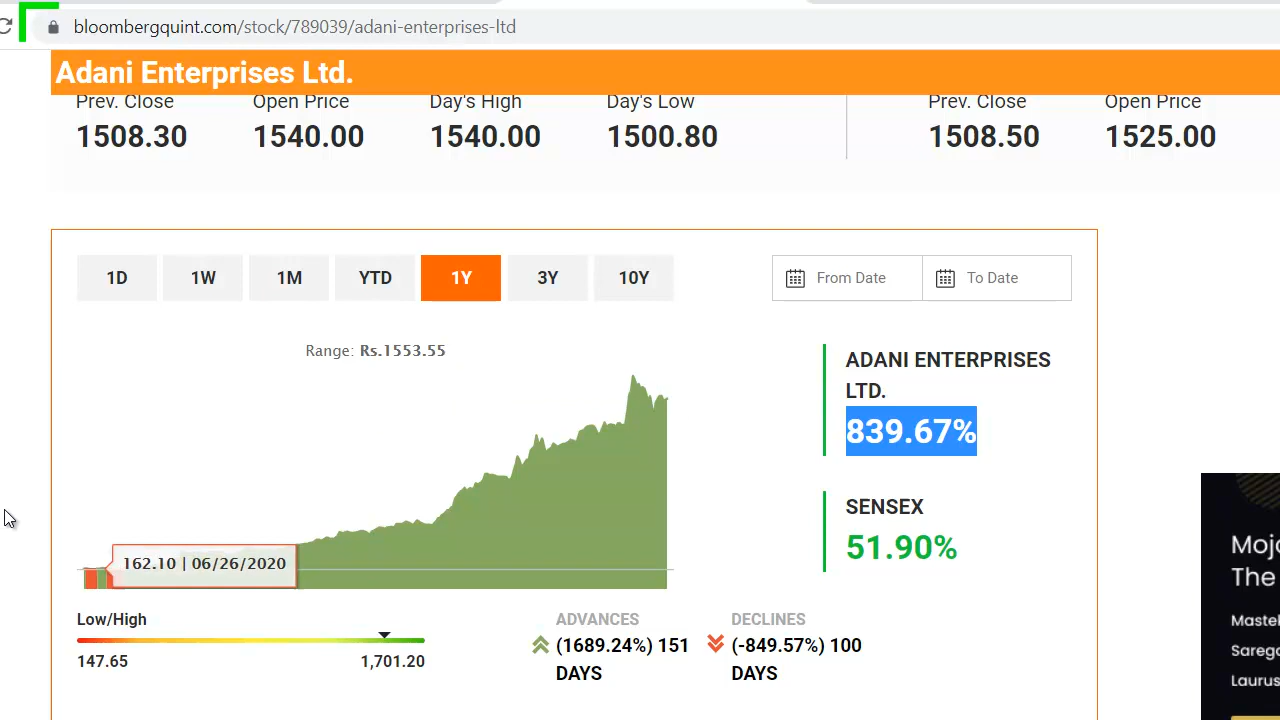 bloombergquint.com/stock/789039/adani-enterprises-ltd
Adani Enterprises Ltd.
Prev. Close Open Price Day's High Day's Low Prev. Close Open Price
1508.30 1540.00 1540.00 1500.80 1508.50 1525.00
1D 1W 1M YTD 1Y 3Y 10Y From Date To Date
Range: Rs.1553.55
ADANI ENTERPRISES
LTD.
839.67%
SENSEX
51.90%
162.10 | 06/26/2020
Low/High
147.65 1,701.20
ADVANCES
(1689.24%) 151
DAYS
DECLINES
(-849.57%) 100
DAYS
The